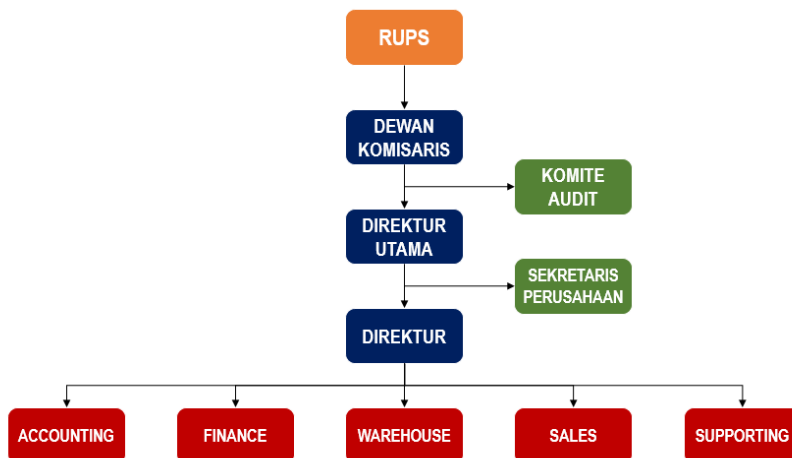 RUPS
DEWAN
KOMISARIS
KOMITE
AUDIT
DIREKTUR
UTAMA
SEKRETARIS
PERUSAHAAN
DIREKTUR
ACCOUNTING
FINANCE
WAREHOUSE
SALES
SUPPORTING